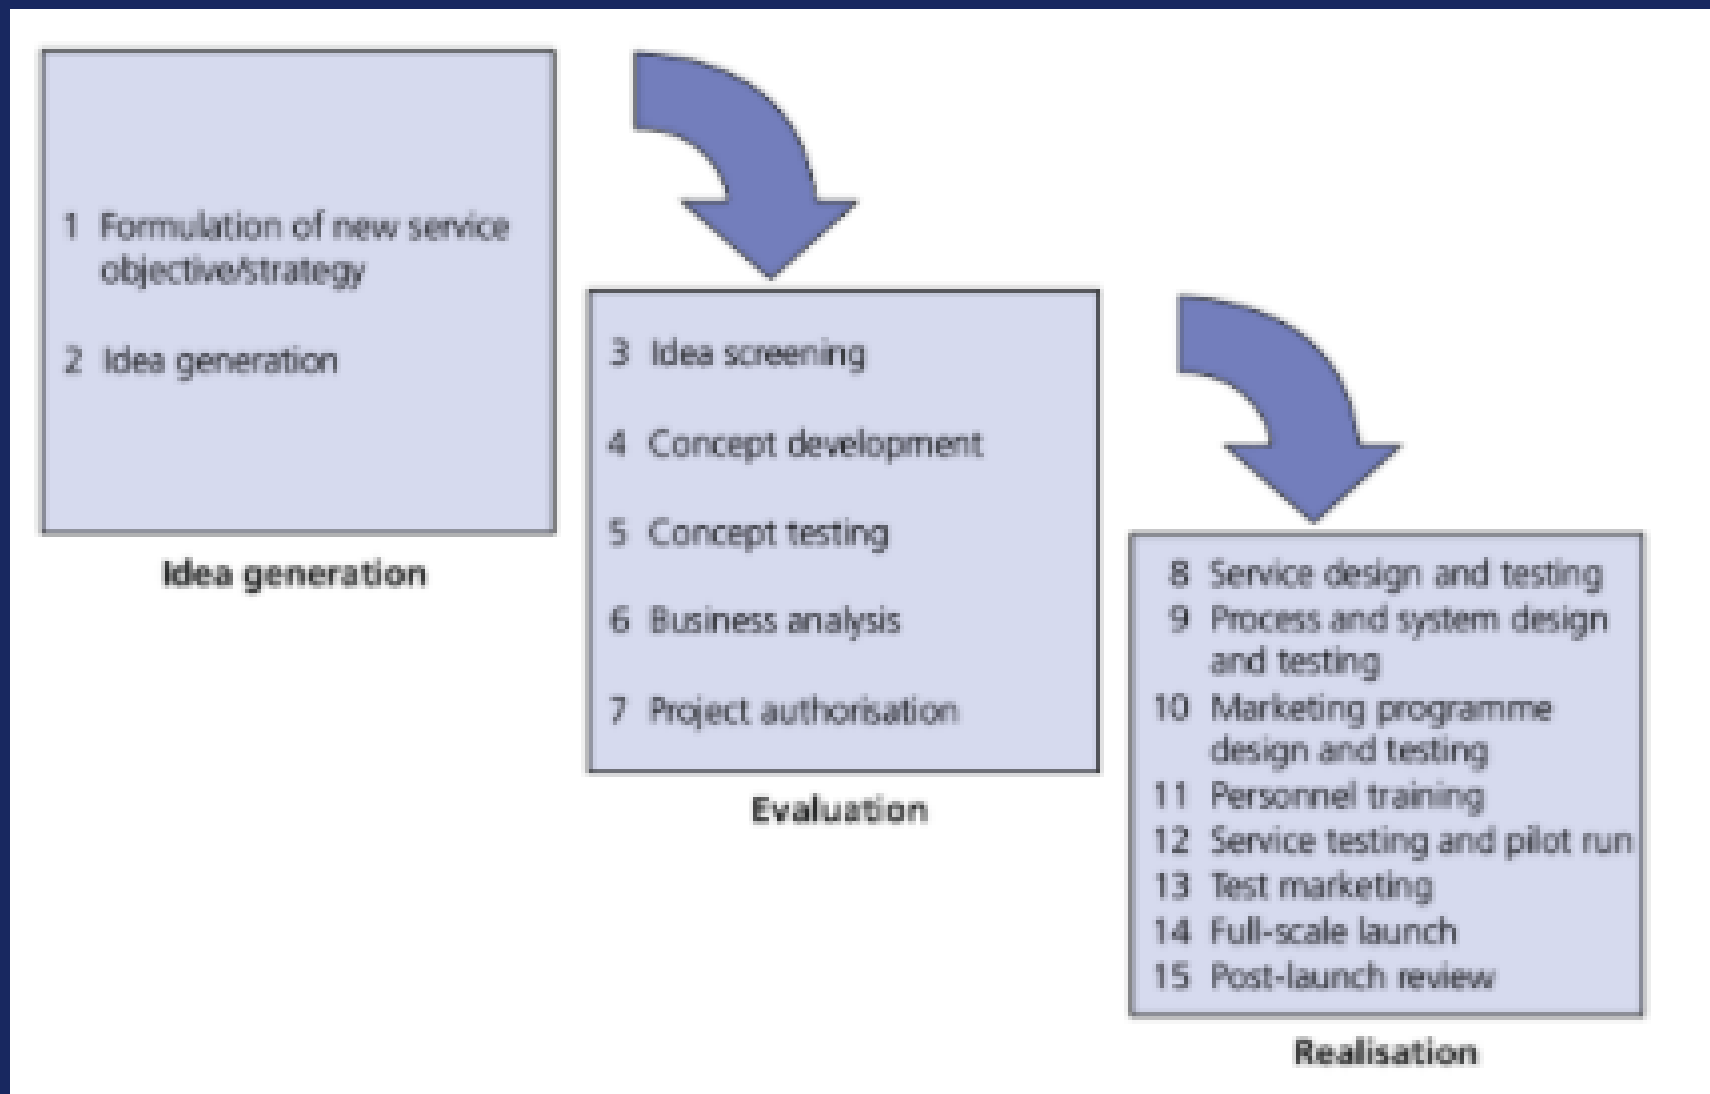 1 Formulation of new service
objective/strategy
2 Idea generation
Idea generation
3 Idea screening
4 Concept development
5 Concept testing
6 Business analysis
7 Project authorisation
Evaluation
8 Service design and testing
9 Process and system design
and testing
10 Marketing programme
design and testing
11 Personnel training
12 Service testing and pilot run
13 Test marketing
14 Full-scale launch
15 Post-launch review
Realisation